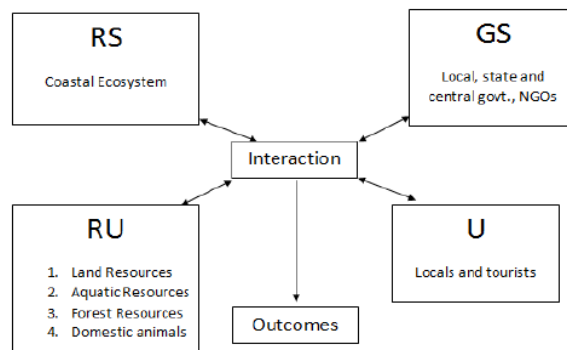 RS
Coastal Ecosystem
GS
Local, state and
central govt., NGOs
Interaction
RU
1. Land Resources
2. Aquatic Resources
3. Forest Resources
4. Domestic animals
U
Locals and tourists
Outcomes